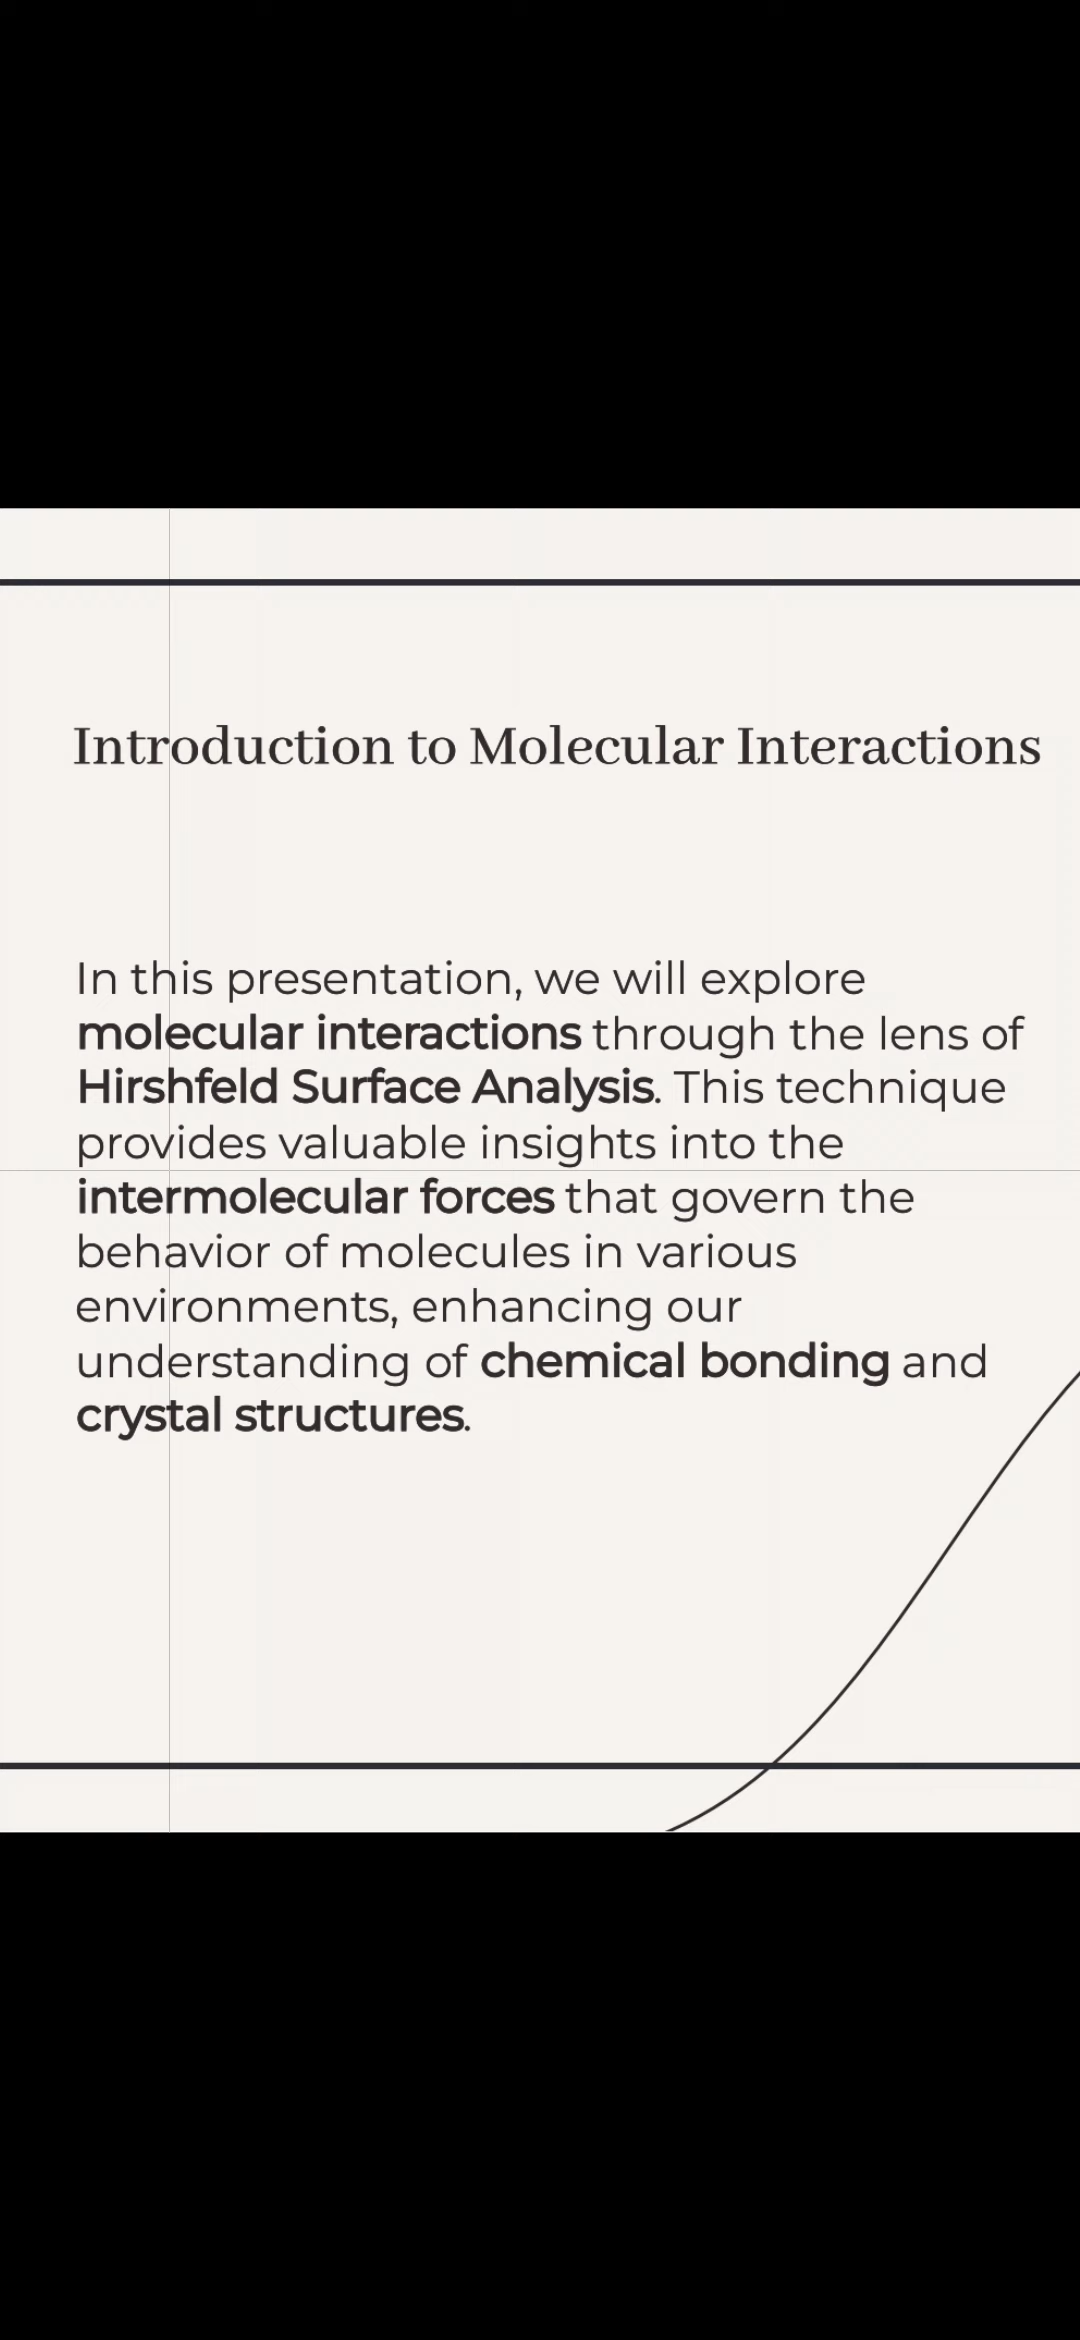 Introduction to Molecular Interactions
In this presentation, we will explore
molecular interactions through the lens of
Hirshfeld Surface Analysis. This technique
provides valuable insights into the
intermolecular forces that govern the
behavior of molecules in various
environments, enhancing our
understanding of chemical bonding and
crystal structures.